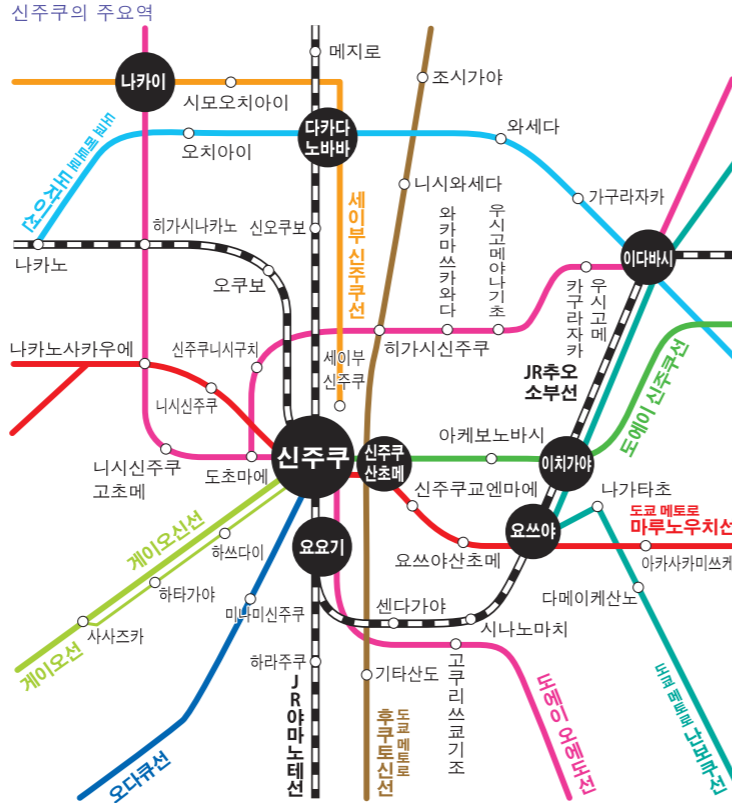 신주쿠의 주요역
메지로
나카이
조시가야
시모오치아이
다카다
노바바
와세다
오치아이
도쿄 메트로 도자이선
니시와세다
가구라자카
세이부 신주쿠선
와카마쓰카와다
우시고메야나기초
히가시나카노
신오쿠보
이다바시
나카노
오쿠보
우시고메
카구라자카
나카노사카우에
신주쿠니시구치
히가시신주쿠
세이부
신주쿠
JR추오
소부선
도에이 신주쿠선
니시신주쿠
아케보노바시
니시신주쿠
고초메
도초마에
신주쿠
신주쿠
산초메
이치가야
신주쿠교엔마에
나가타초
도쿄 메토로
마루노우치선
게이오신선
하쓰다이
요요기
요쓰야
요쓰야산초메
아카사카미쓰케
하타가야
미나미신주쿠
센다가야
다메이케산노
사사즈카
시나노마치
게이오선
하라주쿠
기타산도
고쿠리쓰쿄기조
JR야마노테선
도쿄 메토로
후쿠토신선
도에이 오에도선
도쿄 메토로 난보쿠선
오다큐선